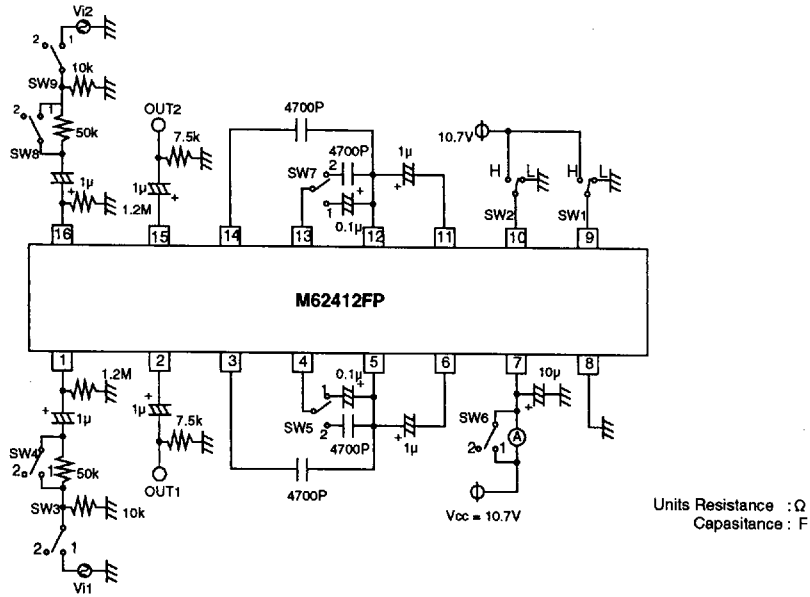 Vi2
2 1
10k
SW9
2 1
50k
SW8
1μ
+
1.2M
OUT2
7.5k
1μ
+
4700P
4700P
SW7 2
1 +
0.1μ
1μ
+
10.7V
H L
SW2
H L
SW1
16 15 14 13 12 11 10 9
M62412FP
1 2 3 4 5 6 7 8
1.2M
+
1μ
SW4
2 1
50k
SW3
10k
2 1
Vi1
+
1μ
7.5k
OUT1
0.1μ
1 +
SW5 2
4700P
4700P
+
1μ
10μ
+
SW6
2 1
A
Vcc = 10.7V
Units Resistance : Ω
Capasitance : F